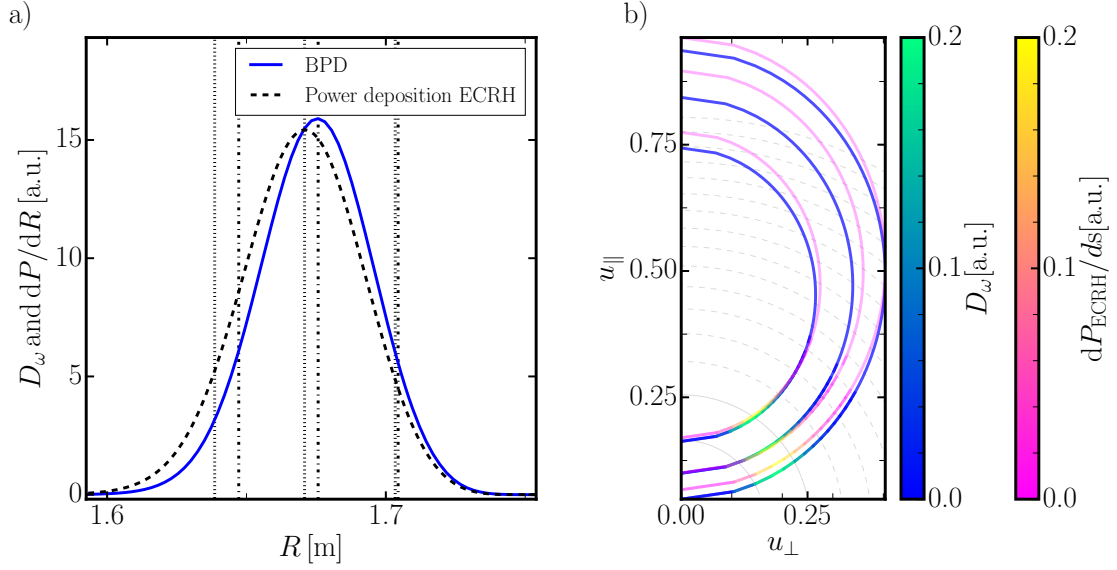 a)
BPD
Power deposition ECRH
D_ω and dP/dR [a.u.]
15
10
5
0
1.6
1.7
R [m]
b)
u_∥
0.75
0.50
0.25
0.00
0.25
u_⊥
0.2
0.1
0.0
D_ω[a.u.]
0.2
0.1
0.0
dP_ECRH/ds[a.u.]